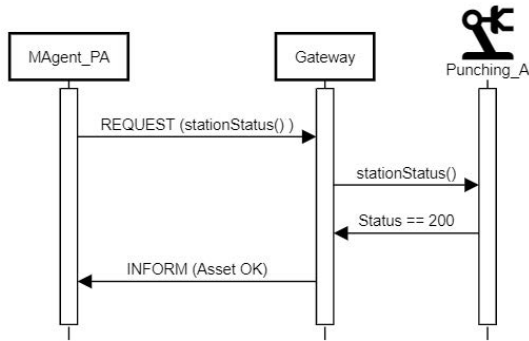 MAgent_PA
Gateway
Punching_A
REQUEST (stationStatus() )
stationStatus()
Status == 200
INFORM (Asset OK)